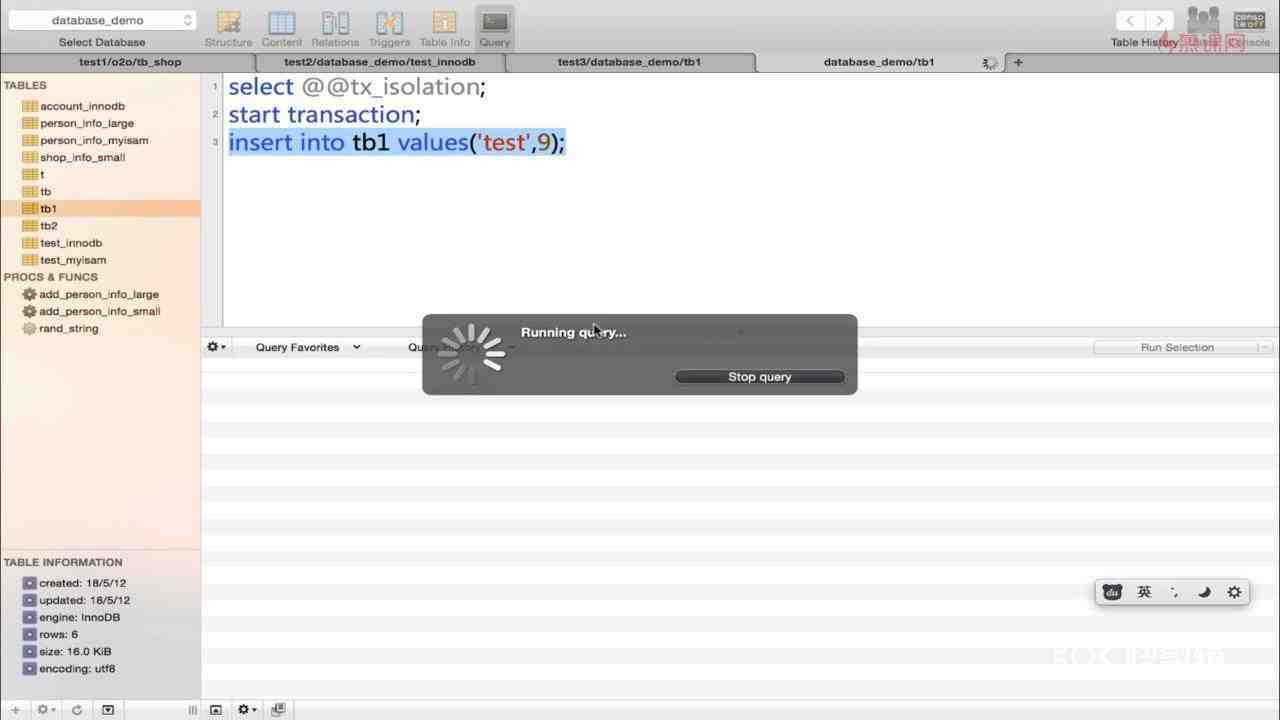 database_demo
Select Database
Structure
Content
Relations
Triggers
Table Info
Query
Table History
Console
conso
le off
test1/o2o/tb_shop
test2/database_demo/test_innodb
test3/database_demo/tb1
database_demo/tb1
+
TABLES
account_innodb
person_info_large
person_info_myisam
shop_info_small
t
tb
tb1
tb2
test_innodb
test_myisam
PROCS & FUNCS
add_person_info_large
add_person_info_small
rand_string
1 select @@tx_isolation;
2 start transaction;
3 insert into tb1 values('test',9);
Running query...
Stop query
Query Favorites
Run Selection
TABLE INFORMATION
created: 18/5/12
updated: 18/5/12
engine: InnoDB
rows: 6
size: 16.0 KiB
encoding: utf8
du 英